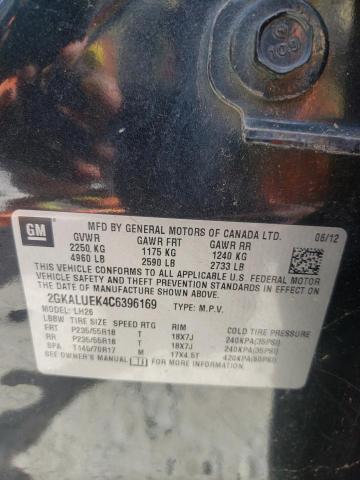 109
GM
MFD BY GENERAL MOTORS OF CANADA LTD.
GVWR GAWR FRT GAWR RR 06/12
2250 KG 1175 KG 1240 KG
4960 LB 2590 LB 2733 LB
THIS VEHICLE CONFORMS TO ALL APPLICABLE U.S. FEDERAL MOTOR
VEHICLE SAFETY AND THEFT PREVENTION STANDARDS IN EFFECT ON
THE DATE OF MANUFACTURE SHOWN ABOVE.
2GKALUEK4C6396169 TYPE: M.P.V.
MODEL: LH26
LBBW TIRE SIZE SPEED RTG RIM COLD TIRE PRESSURE
FRT P235/55R18 T 18X7J 240KPA(35PSI)
RR P235/55R18 T 18X7J 240KPA(35PSI)
SPA T145/70R17 M 17X4.5T 420KPA(60PSI)
SEE OWNER'S MANUAL FOR MORE INFORMATION.